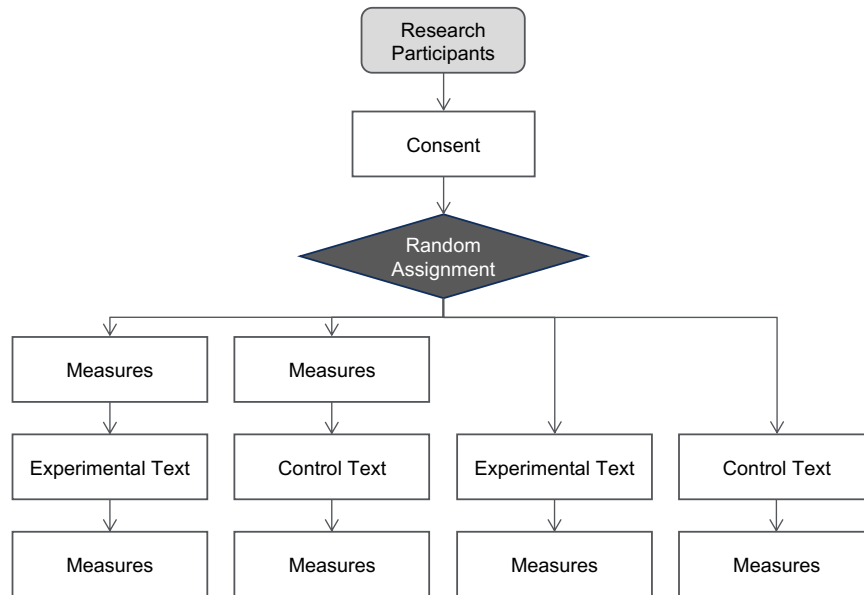 Research
Participants
Consent
Random
Assignment
Measures
Measures
Experimental Text
Control Text
Experimental Text
Control Text
Measures
Measures
Measures
Measures